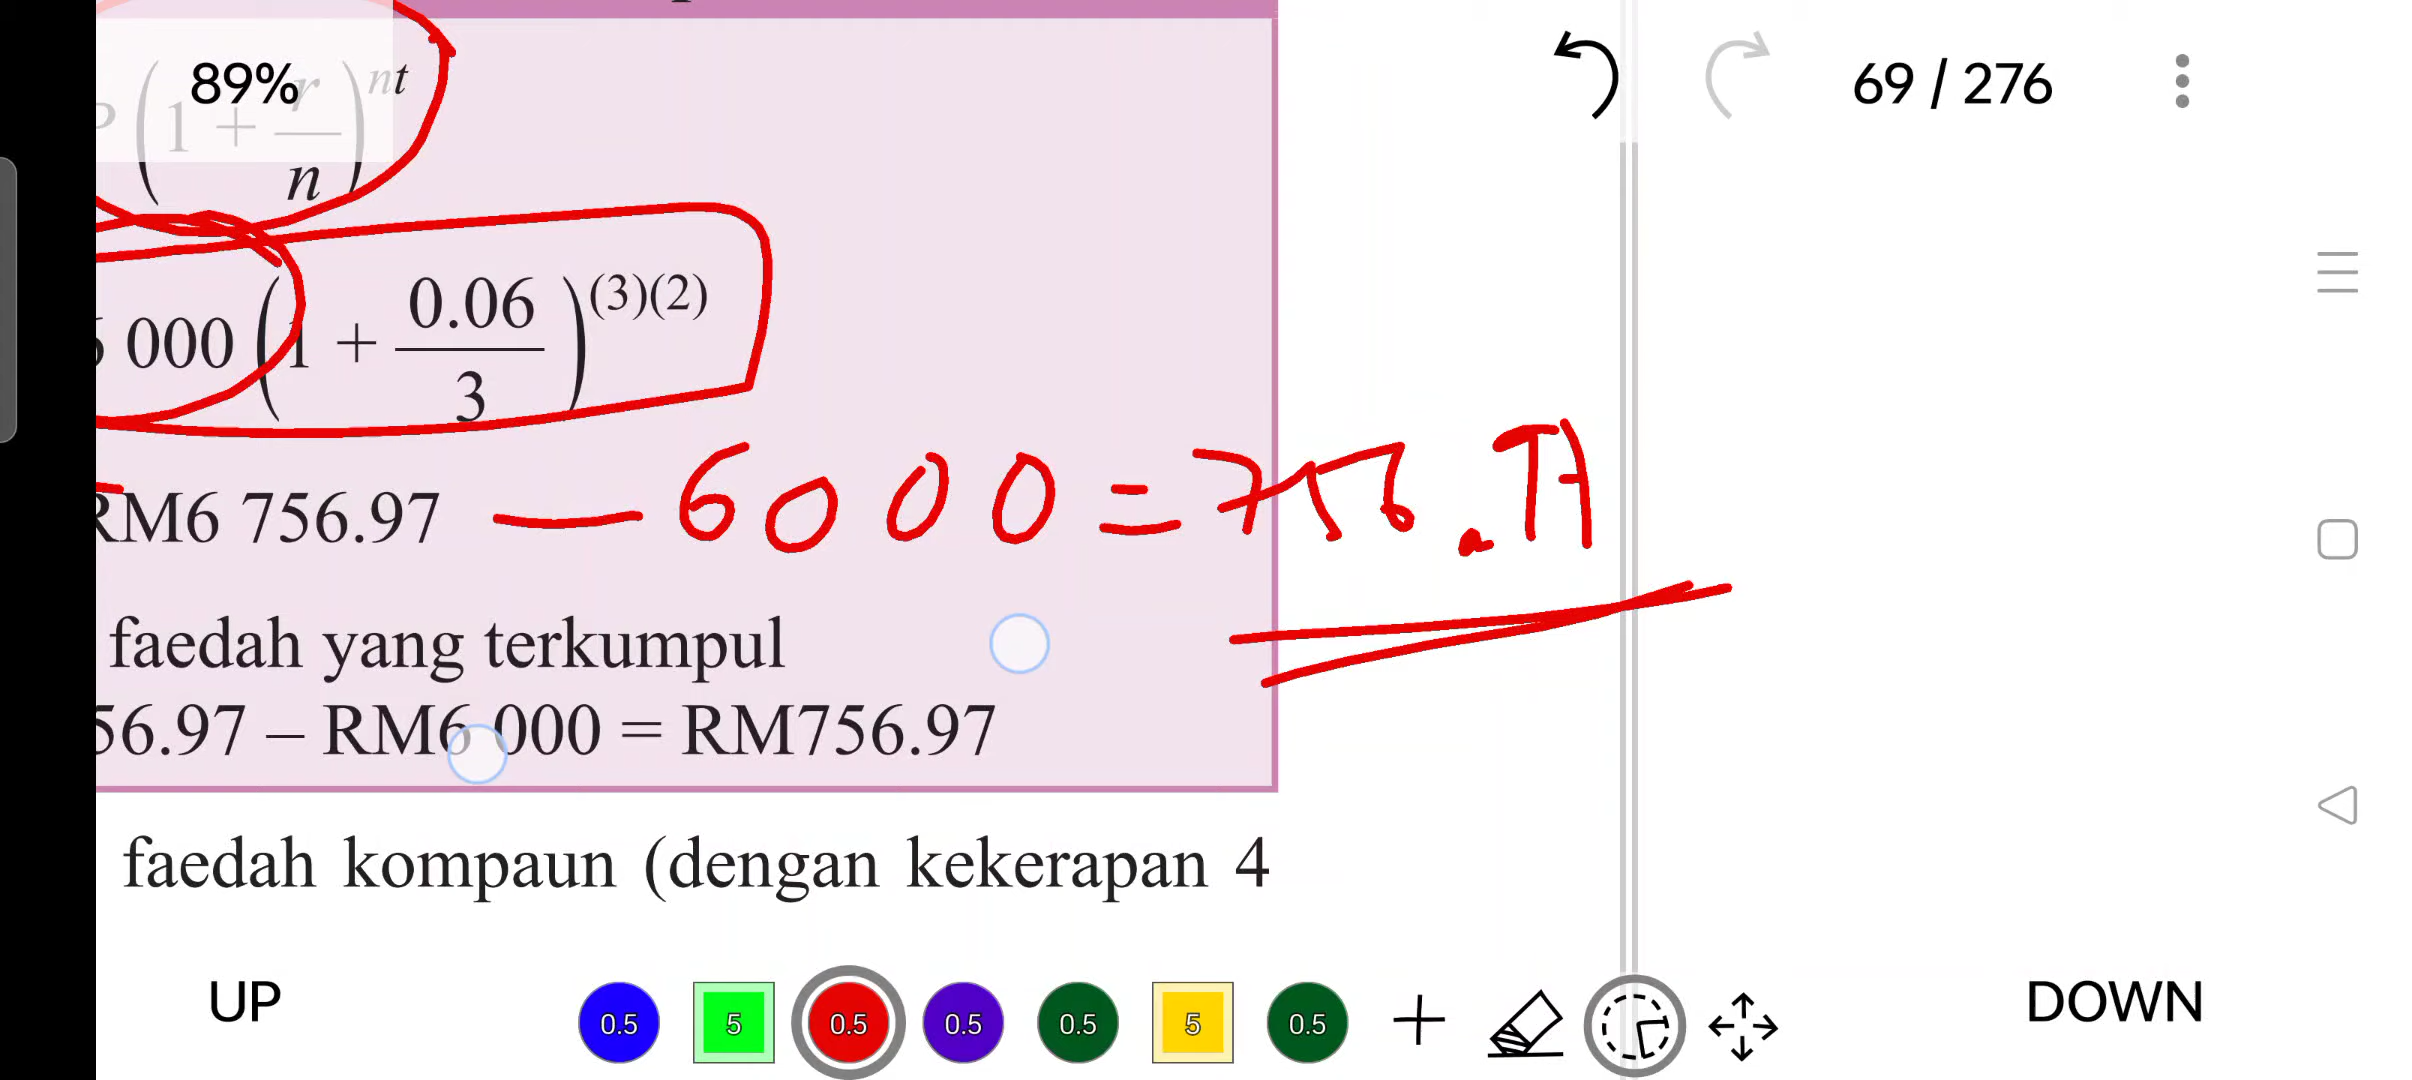 89%
69 / 276
P (1 + r/n)^nt
000 (1 + 0.06/3)^(3)(2)
RM6 756.97 — 6000 = 756.
faedah yang terkumpul
56.97 – RM6 000 = RM756.97
faedah kompaun (dengan kekerapan 4
UP
0.5
5
0.5
0.5
0.5
5
0.5
DOWN